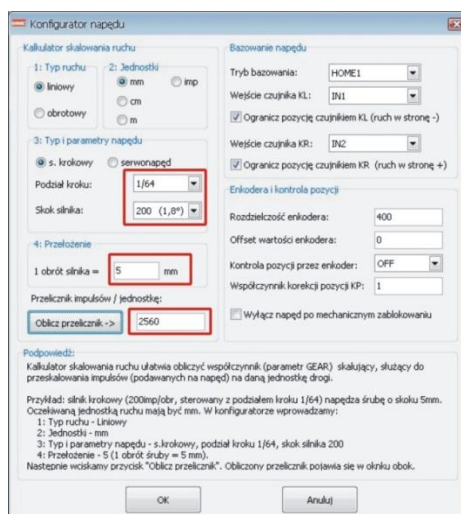 Konfigurator napędu
Kalkulator skalowania ruchu
1: Typ ruchu
liniowy
obrotowy
2: Jednostki
mm
imp
cm
m
3: Typ i parametry napędu
s. krokowy
serwonapęd
Podział kroku:
1/64
Skok silnika:
200 (1,8°)
4: Przełożenie
1 obrót silnika =
5
mm
Przelicznik impulsów / jednostkę:
Oblicz przelicznik ->
2560
Bazowanie napędu
Tryb bazowania:
HOME1
Wejście czujnika KL:
IN1
Ogranicz pozycję czujnikiem KL (ruch w stronę -)
Wejście czujnika KR:
IN2
Ogranicz pozycję czujnikiem KR (ruch w stronę +)
Enkodera i kontrola pozycji
Rozdzielczość enkodera:
400
Offset wartości enkodera:
0
Kontrola pozycji przez enkoder:
OFF
Współczynnik korekcji pozycji KP:
1
Wyłącz napęd po mechanicznym zablokowaniu
Podpowiedź:
Kalkulator skalowania ruchu ułatwia obliczyć współczynnik (parametr GEAR) skalujący, służący do
przeskalowania impulsów (podawanych na napęd) na daną jednostkę drogi.
Przykład: silnik krokowy (200imp/obr, sterowany z podziałem kroku 1/64) napędza śrubę o skoku 5mm.
Oczekiwaną jednostką ruchu mają być mm. W konfiguratorze wprowadzamy:
1: Typ ruchu - Liniowy
2: Jednostki - mm
3: Typ i parametry napędu - s.krokowy, podział kroku 1/64, skok silnika 200
4: Przełożenie - 5 (1 obrót śruby = 5 mm).
Następnie wciskamy przycisk "Oblicz przelicznik". Obliczony przelicznik pojawia się w oknku obok.
OK
Anuluj